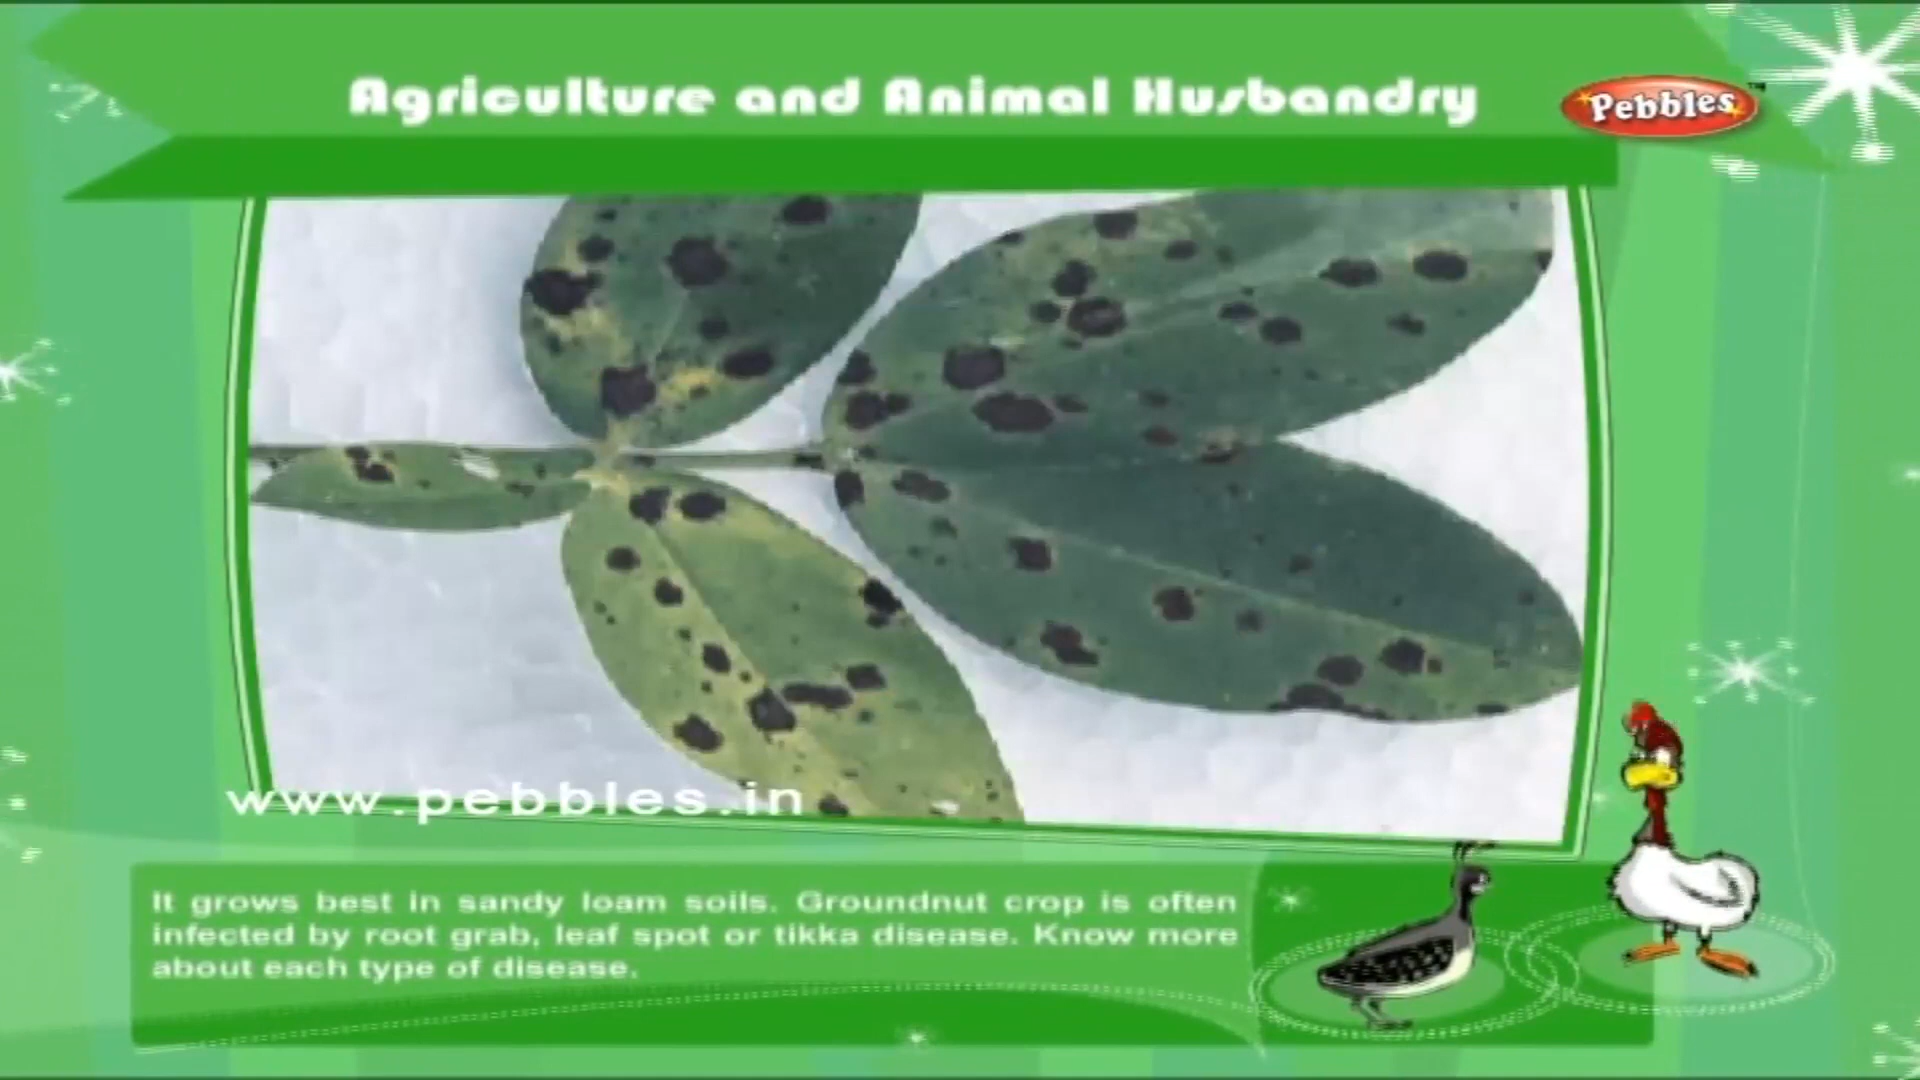 Agriculture and Animal Husbandry
Pebbles™
www.pebbles.in
It grows best in sandy loam soils. Groundnut crop is often
infected by root grab, leaf spot or tikka disease. Know more
about each type of disease.